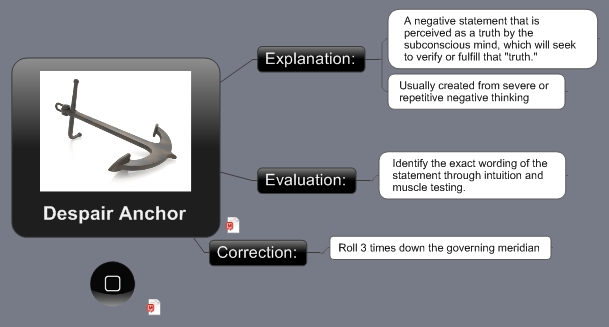 Despair Anchor
Explanation:
A negative statement that is
perceived as a truth by the
subconscious mind, which will seek
to verify or fulfill that "truth."
Usually created from severe or
repetitive negative thinking
Evaluation:
Identify the exact wording of the
statement through intuition and
muscle testing.
Correction:
Roll 3 times down the governing meridian